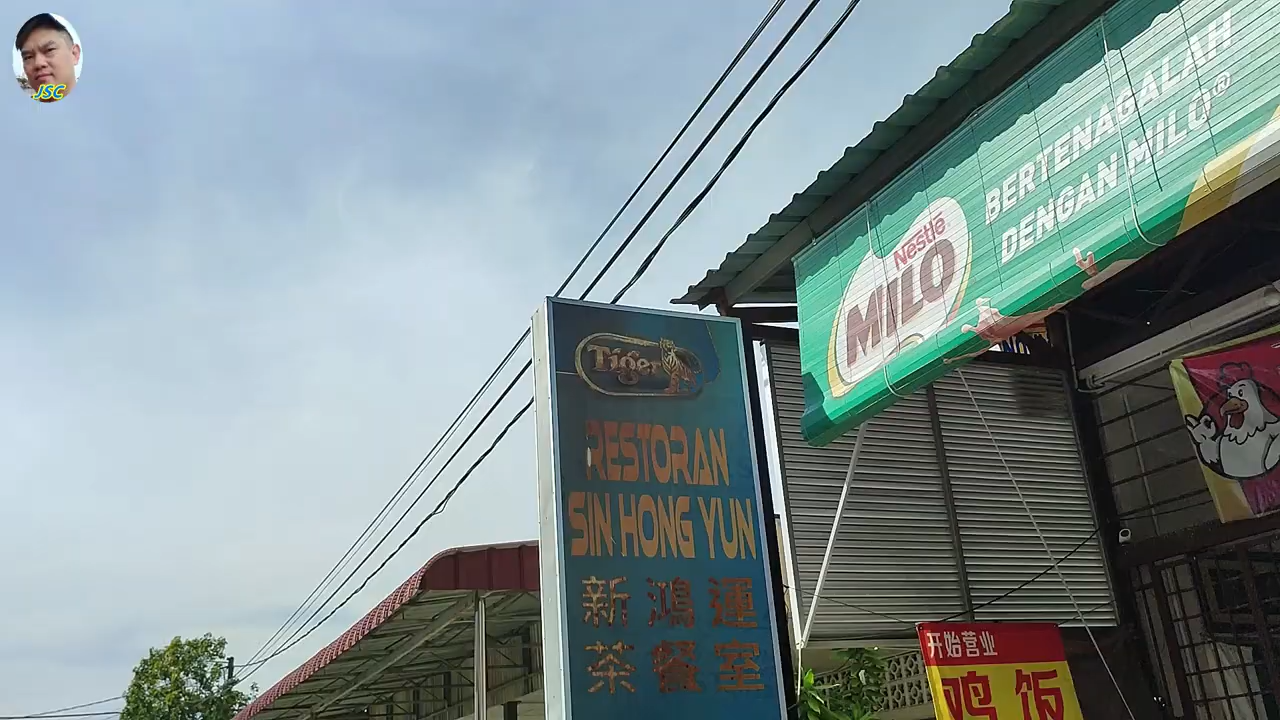 JSC
Tiger
RESTORAN
SIN HONG YUN
新鴻運
茶餐室
Nestlé
MILO
BERTENAGALAH
DENGAN MILO®
开始营业
鸡饭